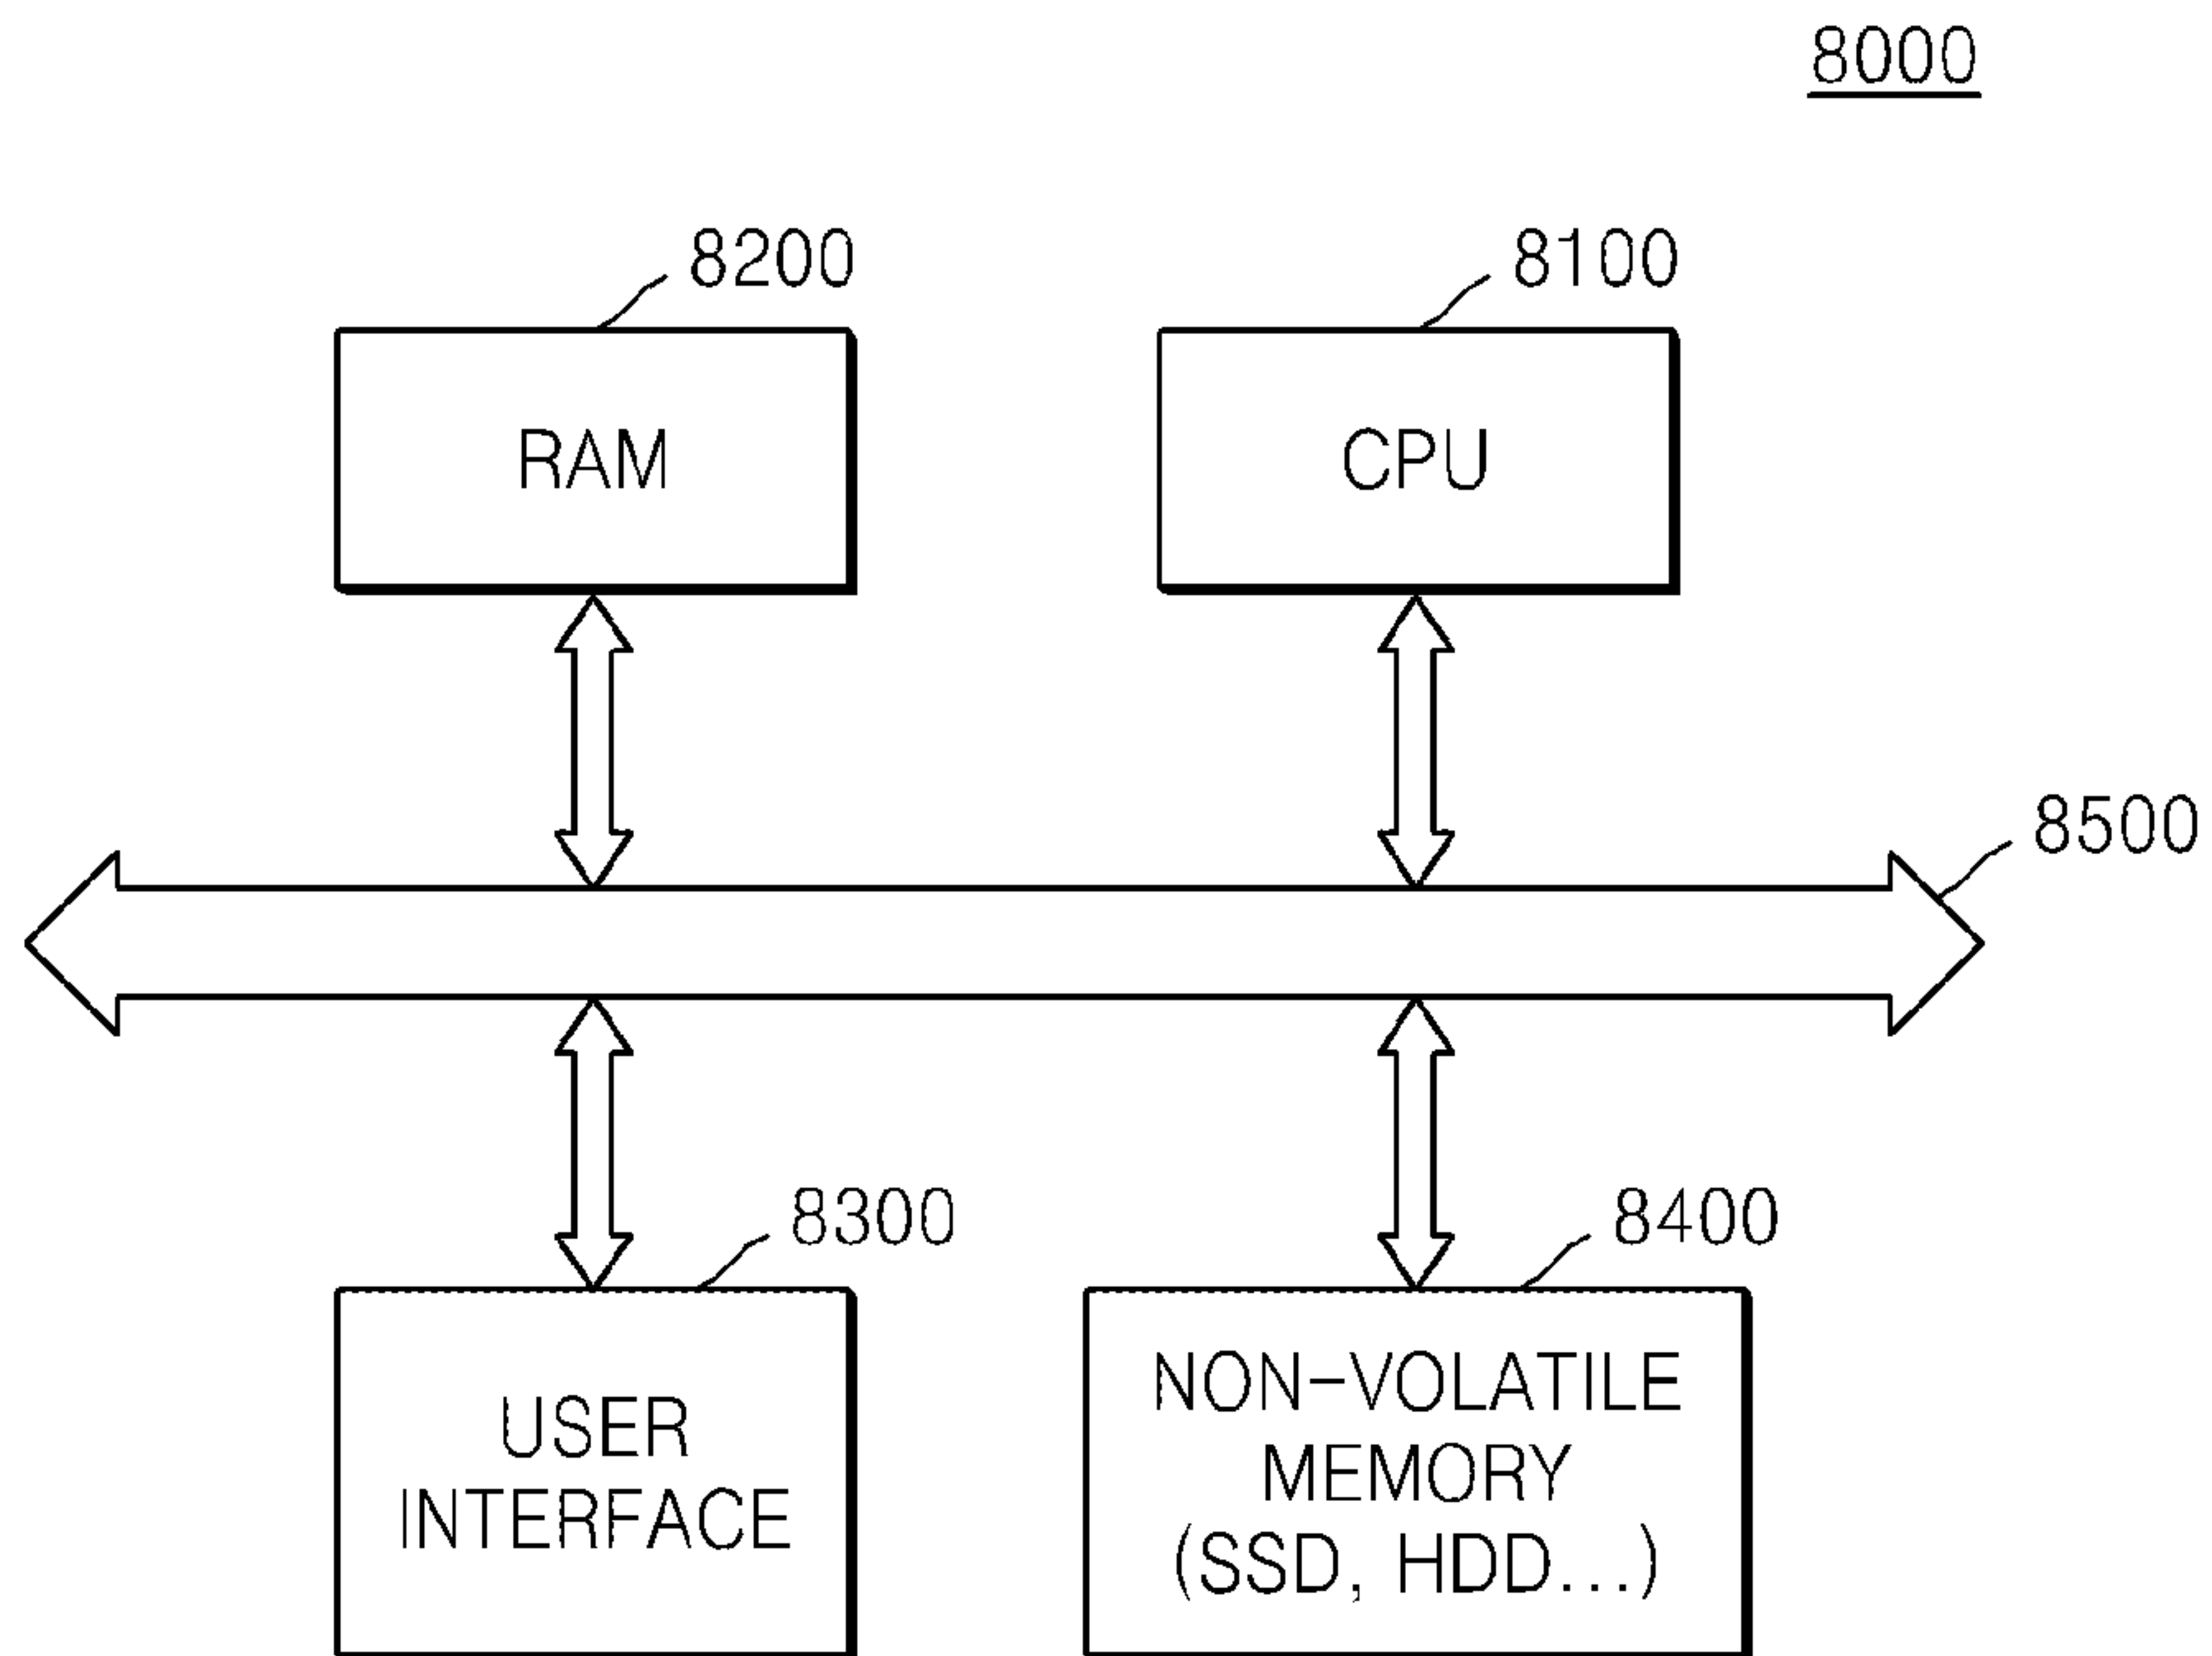 8000
8200
8100
RAM
CPU
8500
8300
8400
USER
INTERFACE
NON-VOLATILE
MEMORY
(SSD, HDD...)